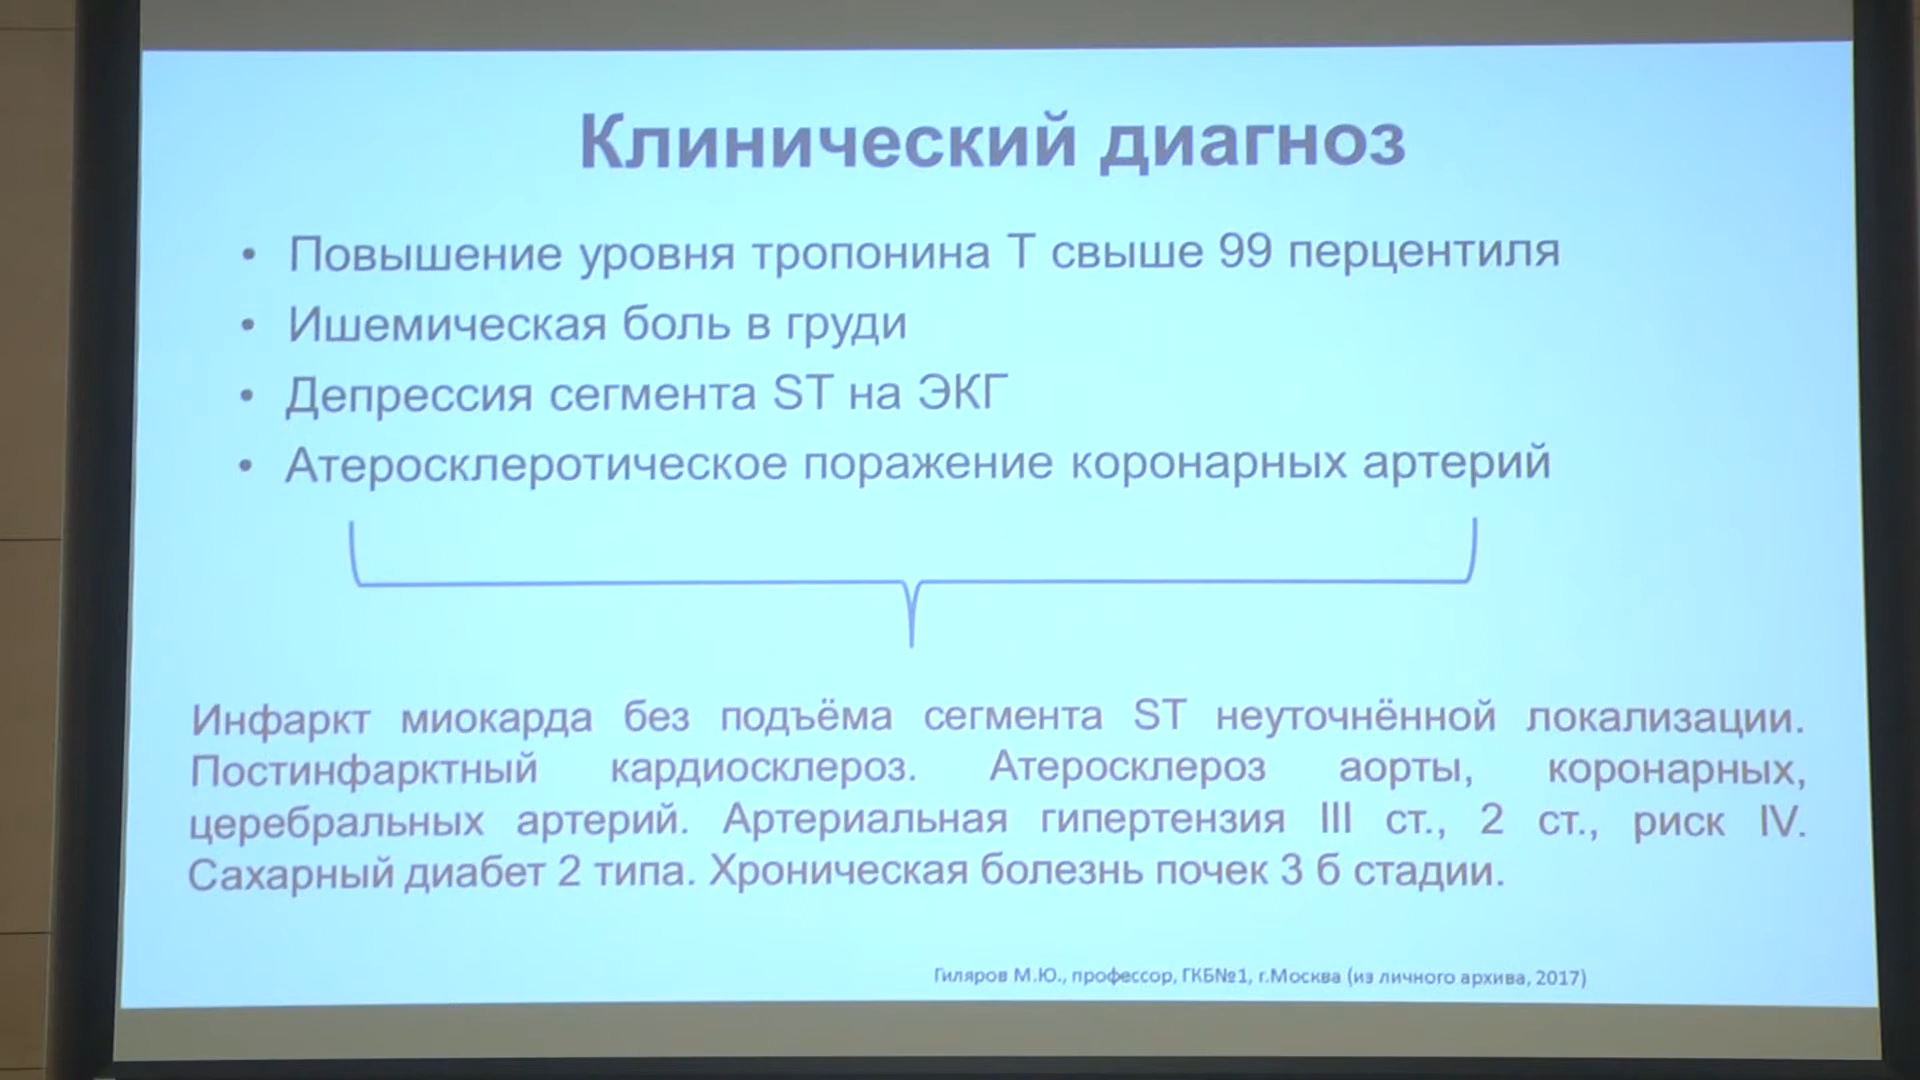 Клинический диагноз
• Повышение уровня тропонина Т свыше 99 перцентиля
• Ишемическая боль в груди
• Депрессия сегмента ST на ЭКГ
• Атеросклеротическое поражение коронарных артерий
Инфаркт миокарда без подъёма сегмента ST неуточнённой локализации.
Постинфарктный кардиосклероз. Атеросклероз аорты, коронарных,
церебральных артерий. Артериальная гипертензия III ст., 2 ст., риск IV.
Сахарный диабет 2 типа. Хроническая болезнь почек 3 б стадии.
Гиляров М.Ю., профессор, ГКБ№1, г.Москва (из личного архива, 2017)